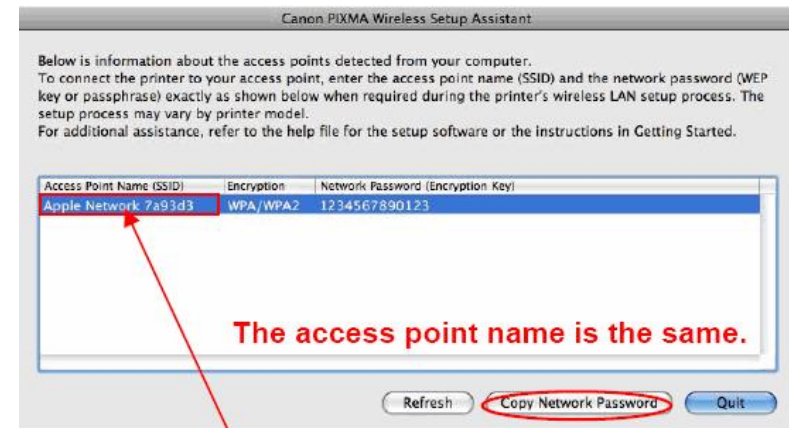 Canon PIXMA Wireless Setup Assistant
Below is information about the access points detected from your computer.
To connect the printer to your access point, enter the access point name (SSID) and the network password (WEP
key or passphrase) exactly as shown below when required during the printer's wireless LAN setup process. The
setup process may vary by printer model.
For additional assistance, refer to the help file for the setup software or the instructions in Getting Started.
Access Point Name (SSID) Encryption Network Password (Encryption Key)
Apple Network 7a93d3 WPA/WPA2 1234567890123
The access point name is the same.
Refresh Copy Network Password Quit